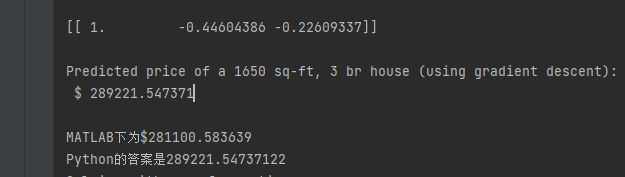 [[ 1.         -0.44604386 -0.22609337]]
Predicted price of a 1650 sq-ft, 3 br house (using gradient descent):
$ 289221.547371
MATLAB下为$281100.583639
Python的答案是289221.54737122